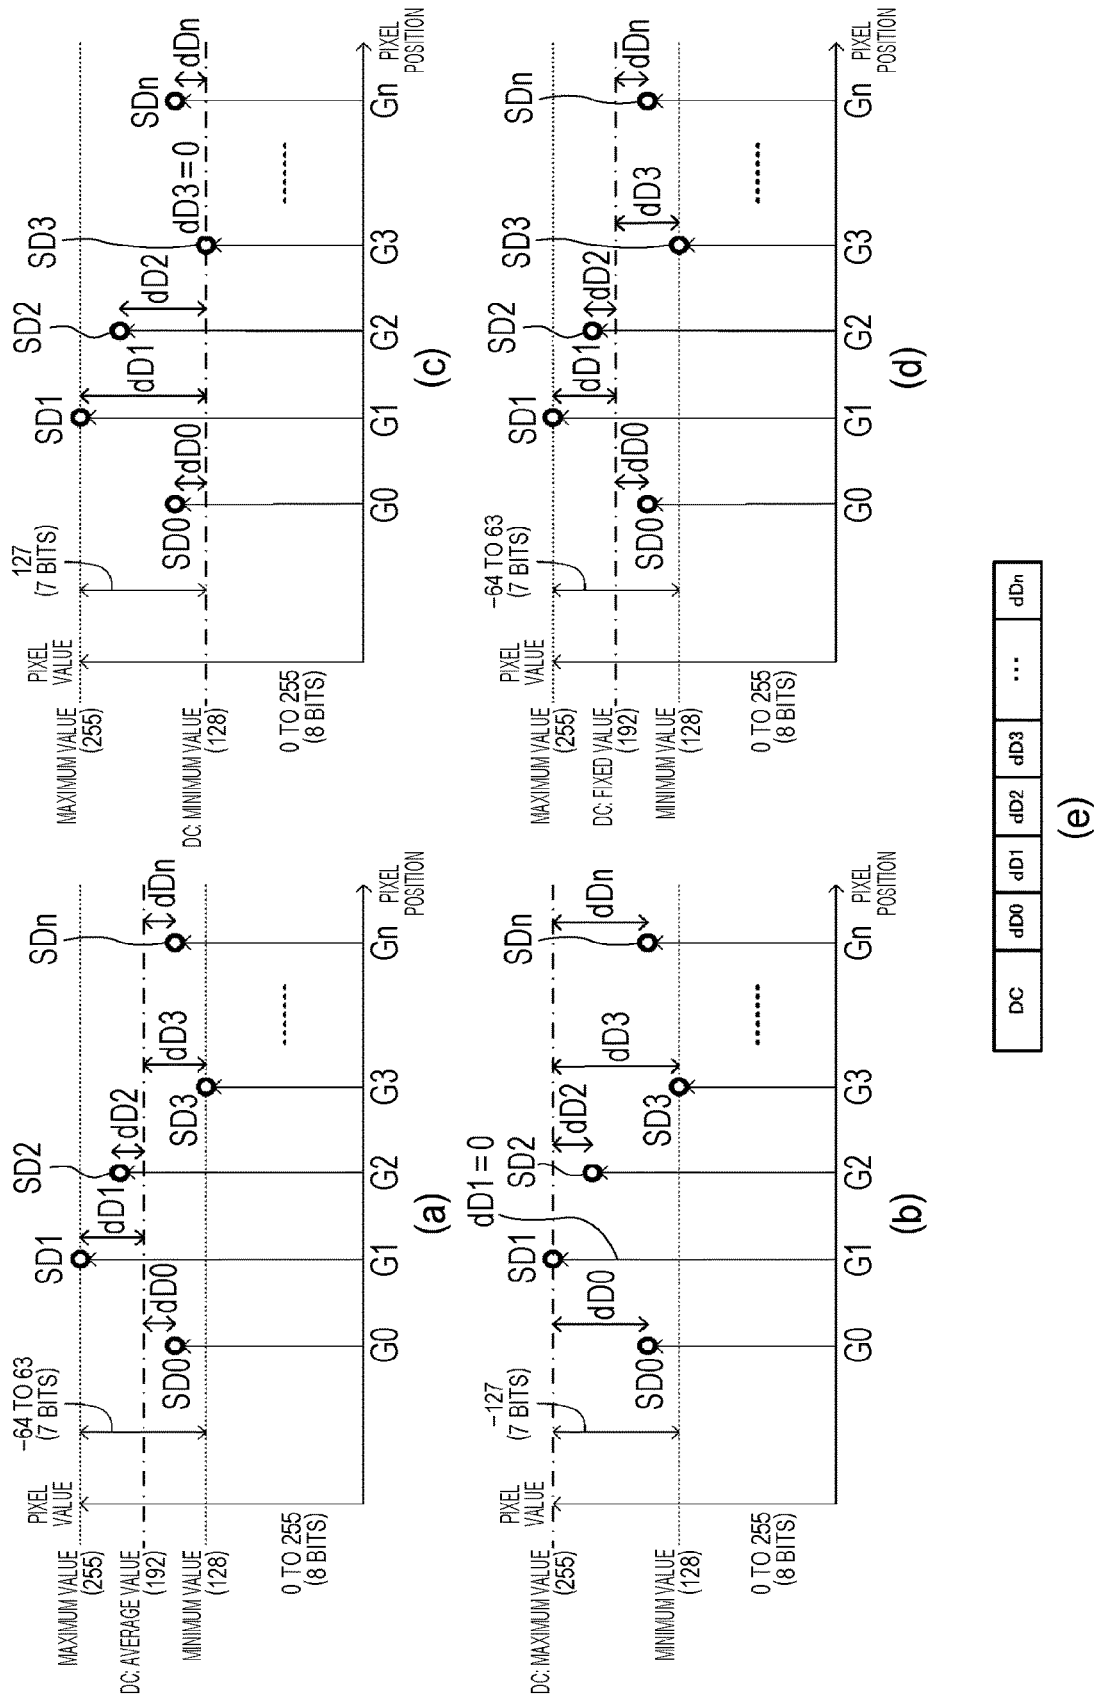 PIXEL
VALUE
MAXIMUM VALUE
(255)
DC: AVERAGE VALUE
(192)
MINIMUM VALUE
(128)
0 TO 255
(8 BITS)
−64 TO 63
(7 BITS)
SD0
dD0
SD1
dD1
SD2
dD2
SD3
dD3
SDn
dDn
G0
G1
G2
G3
Gn
PIXEL
POSITION
(a)
PIXEL
VALUE
DC: MAXIMUM VALUE
(255)
MINIMUM VALUE
(128)
0 TO 255
(8 BITS)
−127
(7 BITS)
SD0
dD0
SD1
dD1 = 0
SD2
dD2
SD3
dD3
SDn
dDn
G0
G1
G2
G3
Gn
PIXEL
POSITION
(b)
PIXEL
VALUE
MAXIMUM VALUE
(255)
DC: MINIMUM VALUE
(128)
0 TO 255
(8 BITS)
127
(7 BITS)
SD0
dD0
SD1
dD1
SD2
dD2
SD3
dD3 = 0
SDn
dDn
G0
G1
G2
G3
Gn
PIXEL
POSITION
(c)
PIXEL
VALUE
MAXIMUM VALUE
(255)
DC: FIXED VALUE
(192)
MINIMUM VALUE
(128)
0 TO 255
(8 BITS)
−64 TO 63
(7 BITS)
SD0
dD0
SD1
dD1
SD2
dD2
SD3
dD3
SDn
dDn
G0
G1
G2
G3
Gn
PIXEL
POSITION
(d)
DC dD0 dD1 dD2 dD3 ... dDn
(e)